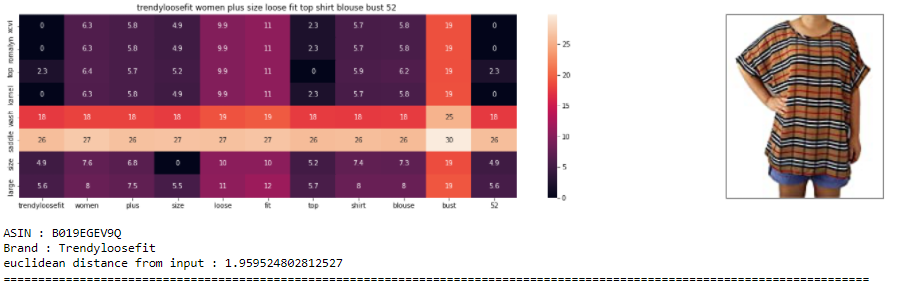 trendyloosefit women plus size loose fit top shirt blouse bust 52
xcvi 0 6.3 5.8 4.9 9.9 11 2.3 5.7 5.8 19 0
romalyn 0 6.3 5.8 4.9 9.9 11 2.3 5.7 5.8 19 0
top 2.3 6.4 5.7 5.2 9.9 11 0 5.9 6.2 19 2.3
kamel 0 6.3 5.8 4.9 9.9 11 2.3 5.7 5.8 19 0
wash 18 18 18 18 19 19 18 18 18 25 18
saddle 26 27 26 26 27 27 26 26 26 30 26
size 4.9 7.6 6.8 0 10 10 5.2 7.4 7.3 19 4.9
large 5.6 8 7.5 5.5 11 12 5.7 8 8 19 5.6
trendyloosefit women plus size loose fit top shirt blouse bust 52
25
20
15
10
5
0
ASIN : B019EGEV9Q
Brand : Trendyloosefit
euclidean distance from input : 1.959524802812527